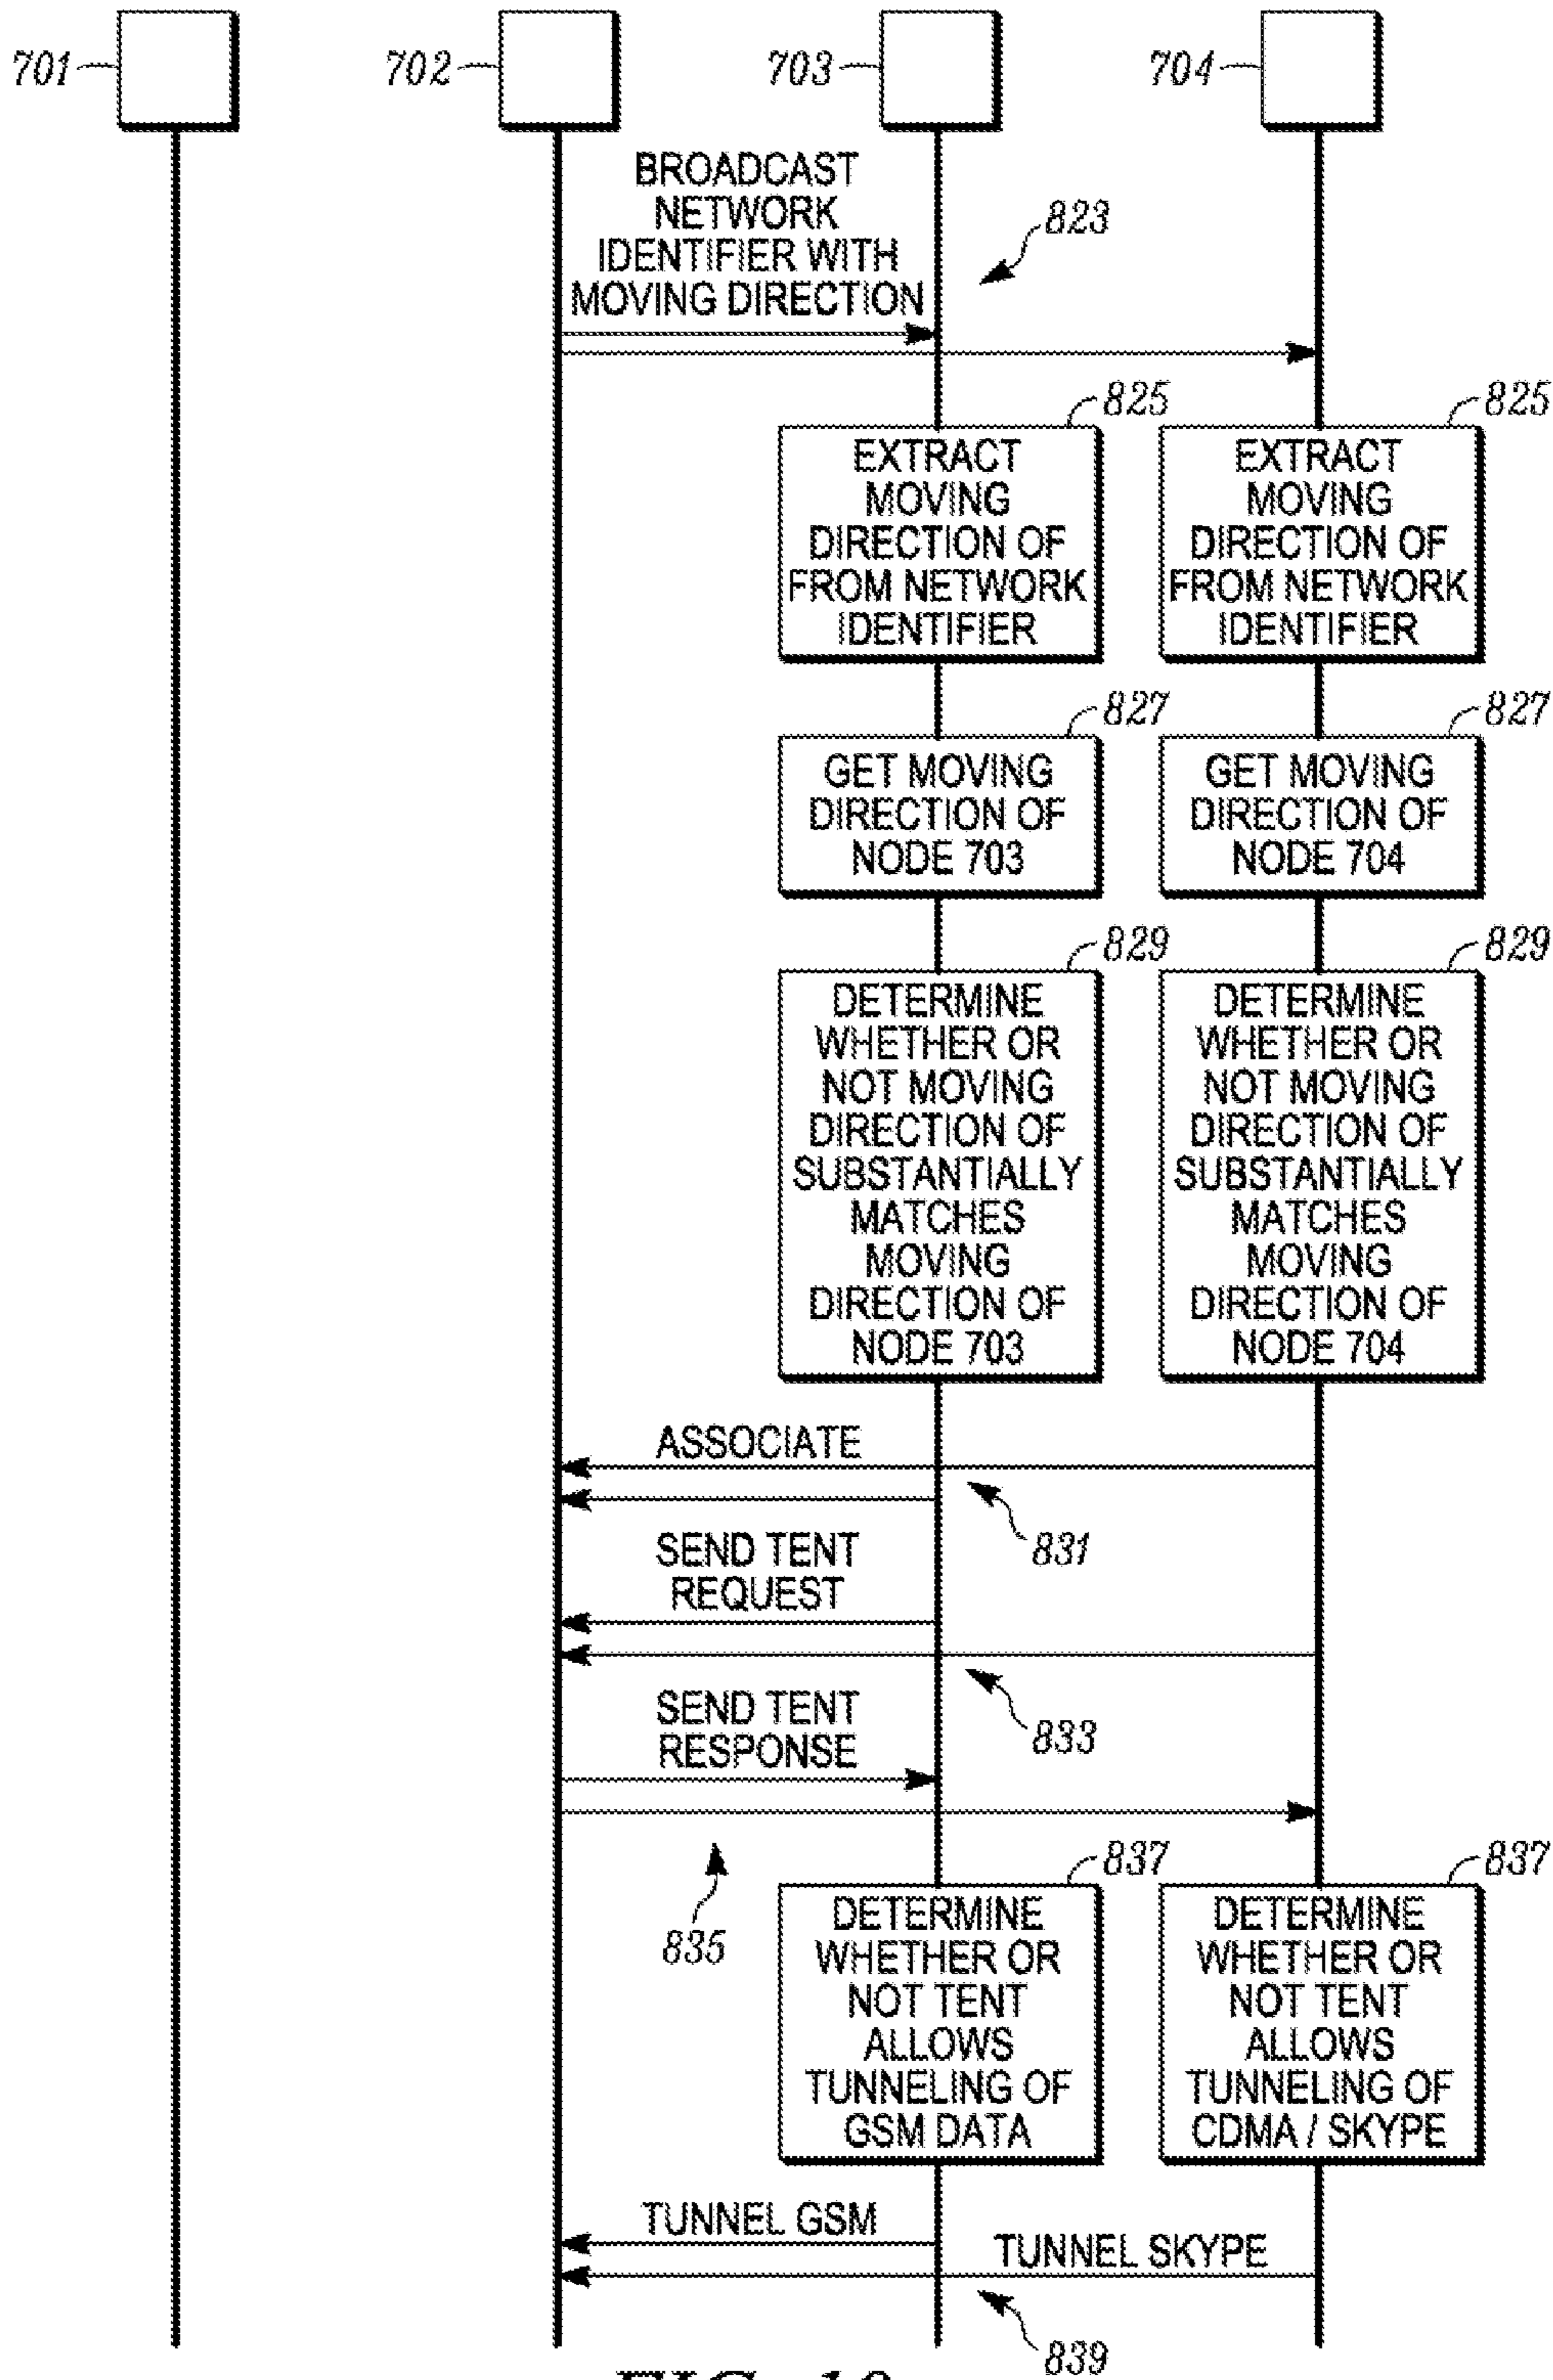 701
702
703
704
BROADCAST
NETWORK
IDENTIFIER WITH
MOVING DIRECTION
823
825
825
EXTRACT
MOVING
DIRECTION OF
FROM NETWORK
IDENTIFIER
EXTRACT
MOVING
DIRECTION OF
FROM NETWORK
IDENTIFIER
827
827
GET MOVING
DIRECTION OF
NODE 703
GET MOVING
DIRECTION OF
NODE 704
829
829
DETERMINE
WHETHER OR
NOT MOVING
DIRECTION OF
SUBSTANTIALLY
MATCHES
MOVING
DIRECTION OF
NODE 703
DETERMINE
WHETHER OR
NOT MOVING
DIRECTION OF
SUBSTANTIALLY
MATCHES
MOVING
DIRECTION OF
NODE 704
ASSOCIATE
831
SEND TENT
REQUEST
833
SEND TENT
RESPONSE
835
837
837
DETERMINE
WHETHER OR
NOT TENT
ALLOWS
TUNNELING OF
GSM DATA
DETERMINE
WHETHER OR
NOT TENT
ALLOWS
TUNNELING OF
CDMA / SKYPE
TUNNEL GSM
TUNNEL SKYPE
839